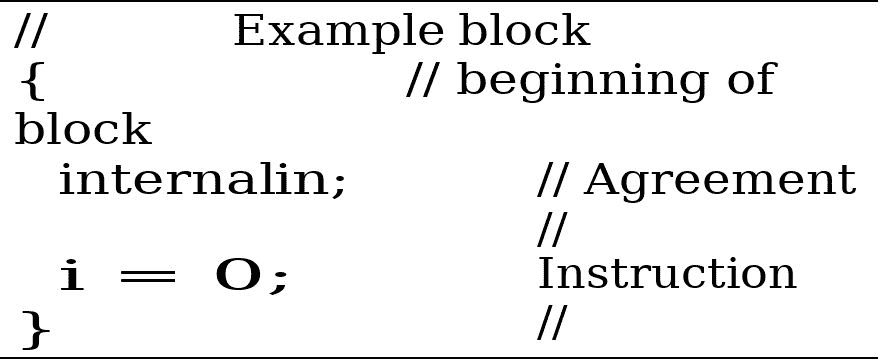 // Example block
{ // beginning of
block
internalin; // Agreement
//
i = O; Instruction
} //